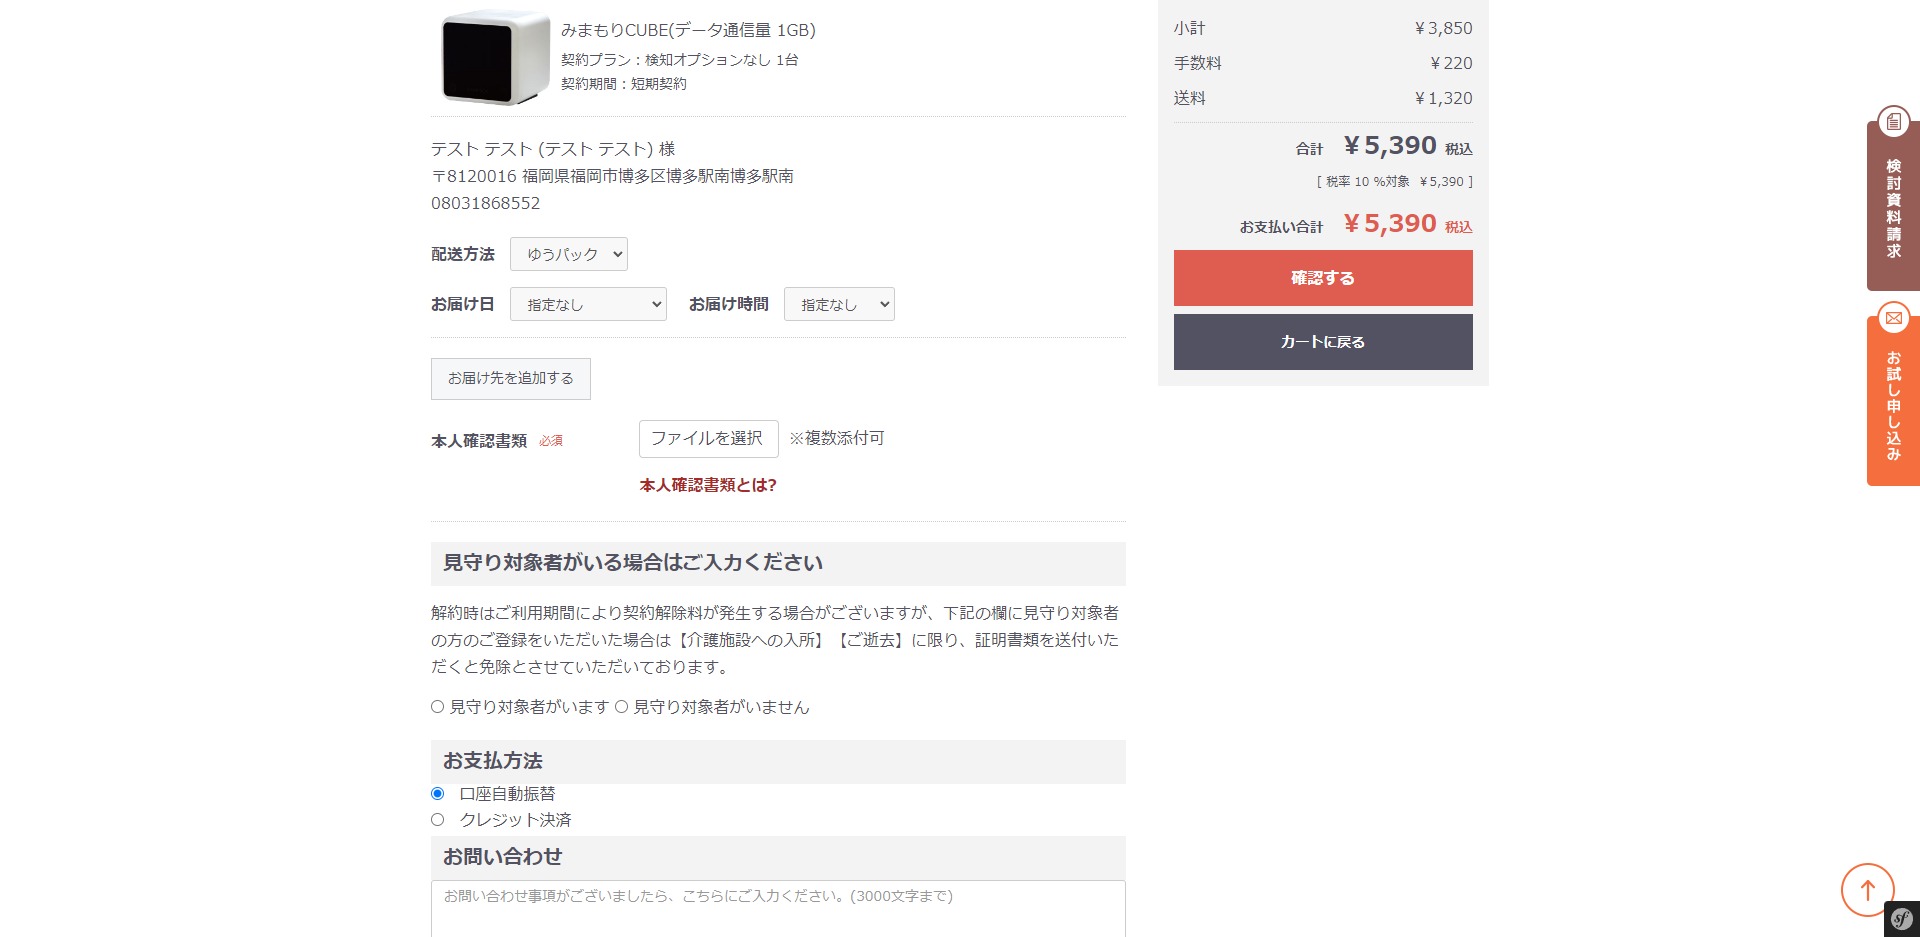 みまもりCUBE(データ通信量 1GB)
契約プラン：検知オプションなし 1台
契約期間：短期契約
テスト テスト (テスト テスト) 様
〒8120016 福岡県福岡市博多区博多駅南博多駅南
08031868552
配送方法 ゆうパック
お届け日 指定なし お届け時間 指定なし
お届け先を追加する
本人確認書類 必須 ファイルを選択 ※複数添付可
本人確認書類とは?
見守り対象者がいる場合はご入力ください
解約時はご利用期間により契約解除料が発生する場合がございますが、下記の欄に見守り対象者
の方のご登録をいただいた場合は【介護施設への入所】【ご逝去】に限り、証明書類を送付いた
だくと免除とさせていただいております。
見守り対象者がいます 見守り対象者がいません
お支払方法
口座自動振替
クレジット決済
お問い合わせ
お問い合わせ事項がございましたら、こちらにご入力ください。(3000文字まで)
小計 ￥3,850
手数料 ￥220
送料 ￥1,320
合計 ￥5,390 税込
[ 税率 10 %対象 ￥5,390 ]
お支払い合計 ￥5,390 税込
確認する
カートに戻る
検討資料請求
お試し申し込み
sf